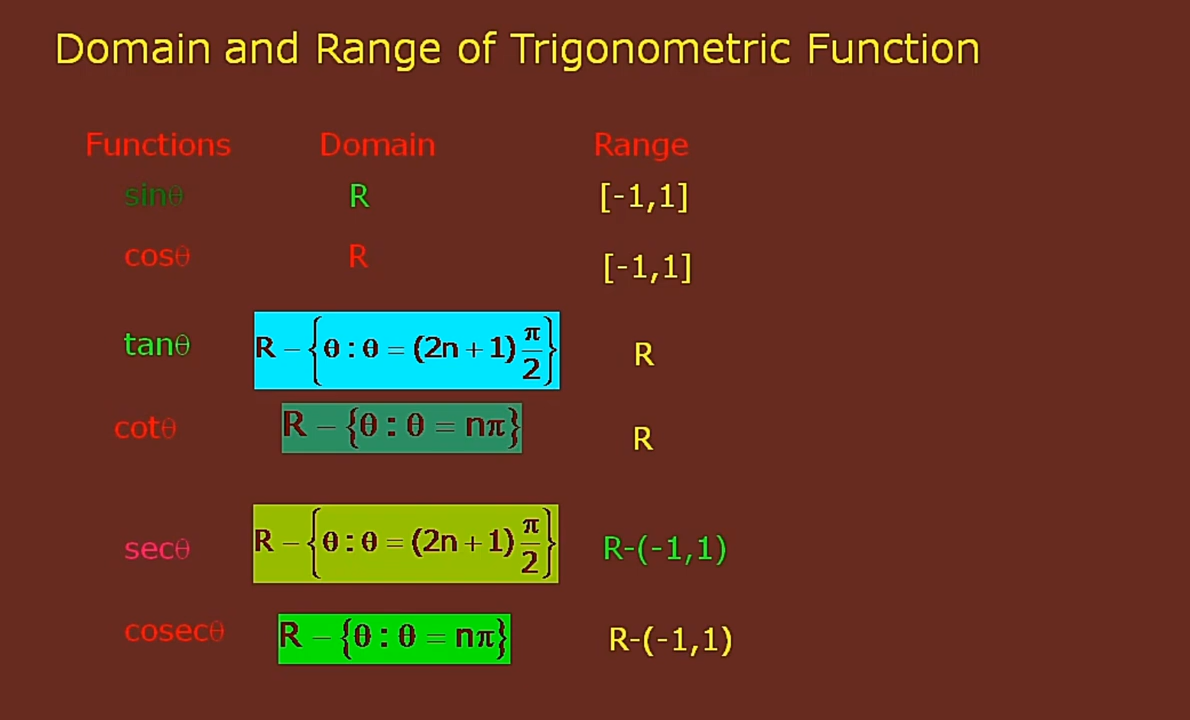 Domain and Range of Trigonometric Function
Functions Domain Range
sinθ R [-1,1]
cosθ R [-1,1]
tanθ R − {θ : θ = (2n + 1) π/2} R
cotθ R − {θ : θ = nπ} R
secθ R − {θ : θ = (2n + 1) π/2} R-(-1,1)
cosecθ R − {θ : θ = nπ} R-(-1,1)